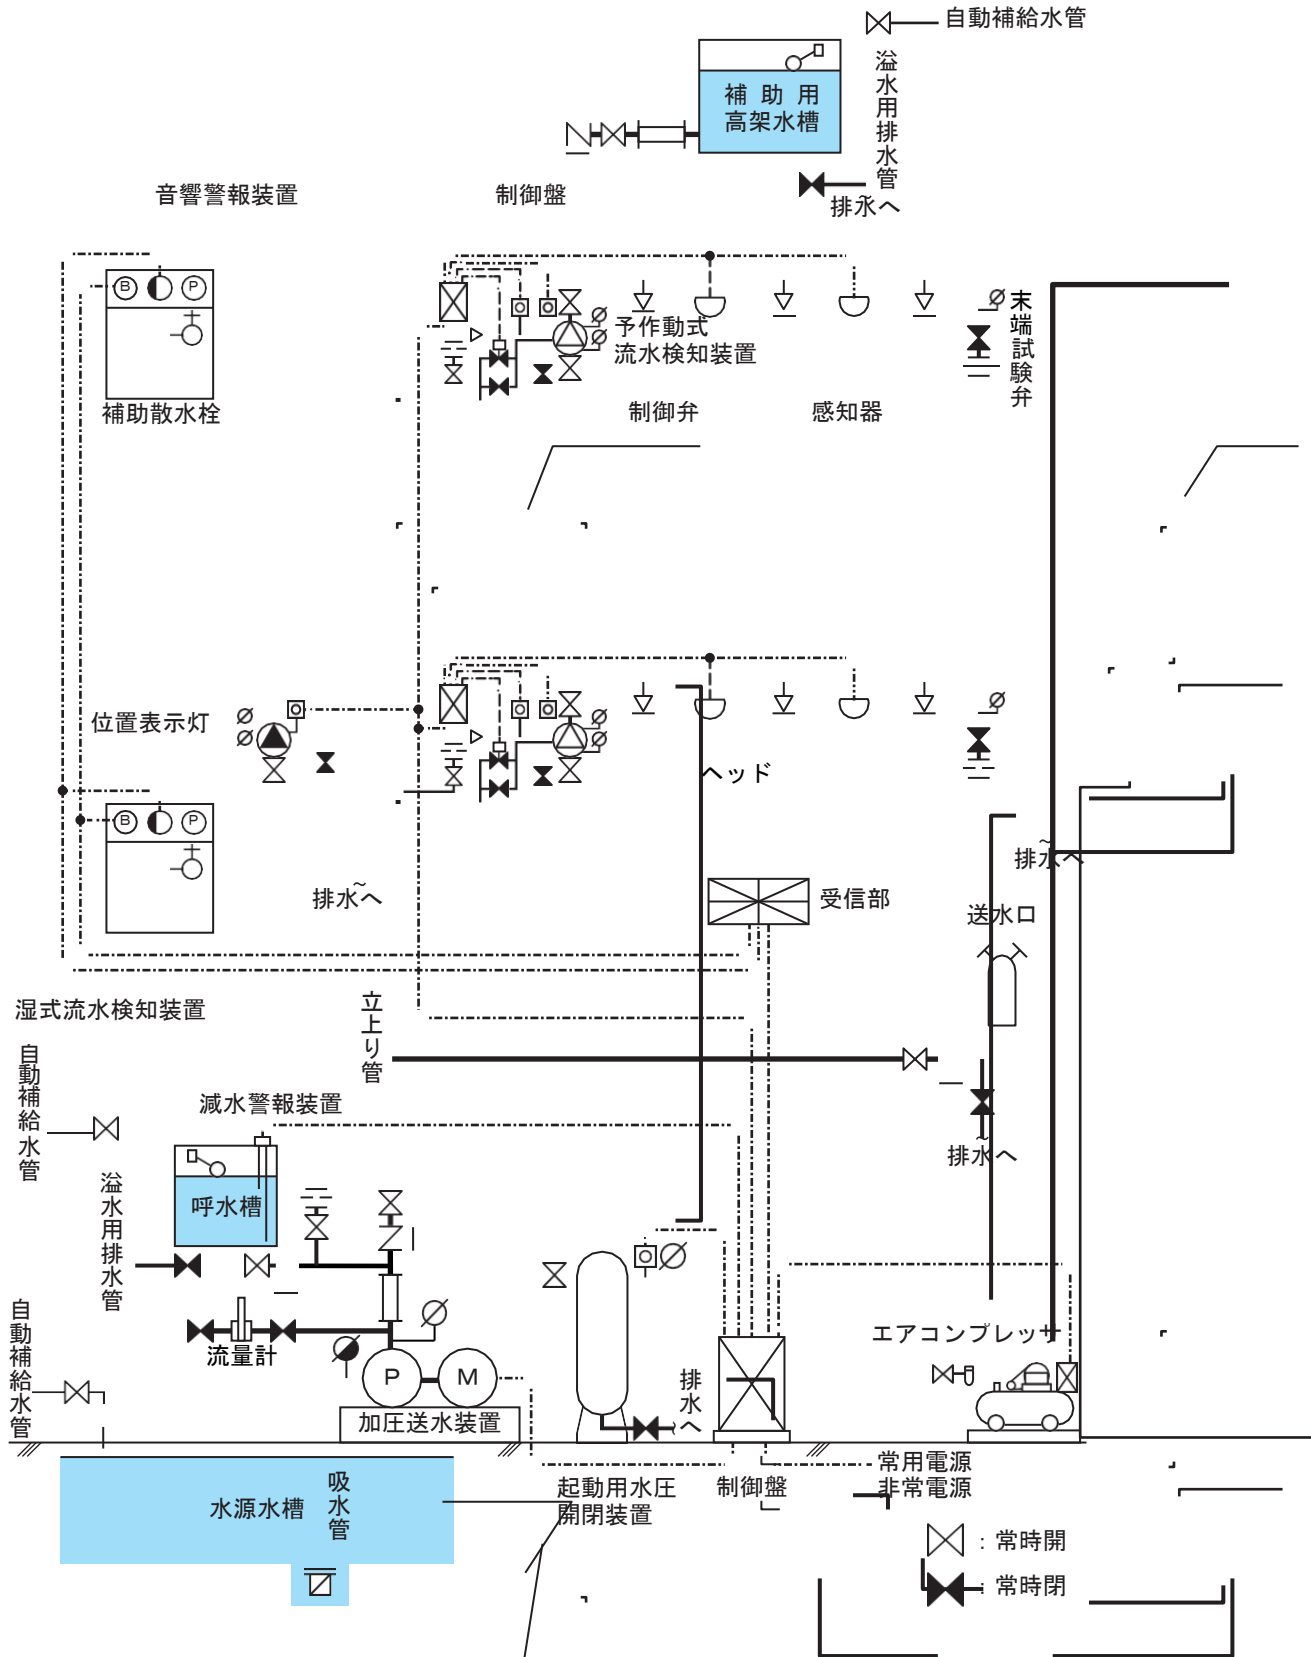 自動補給水管
補助用
高架水槽
溢水用排水管
排水へ
音響警報装置
制御盤
B
P
補助散水栓
予作動式
流水検知装置
制御弁
感知器
末端試験弁
位置表示灯
ヘッド
B
P
排水へ
受信部
排水へ
送水口
湿式流水検知装置
立上り管
自動補給水管
減水警報装置
呼水槽
溢水用排水管
排水へ
自動補給水管
流量計
P
M
加圧送水装置
排水へ
エアコンプレッサ
水源水槽
吸水管
起動用水圧
開閉装置
制御盤
常用電源
非常電源
: 常時開
: 常時閉